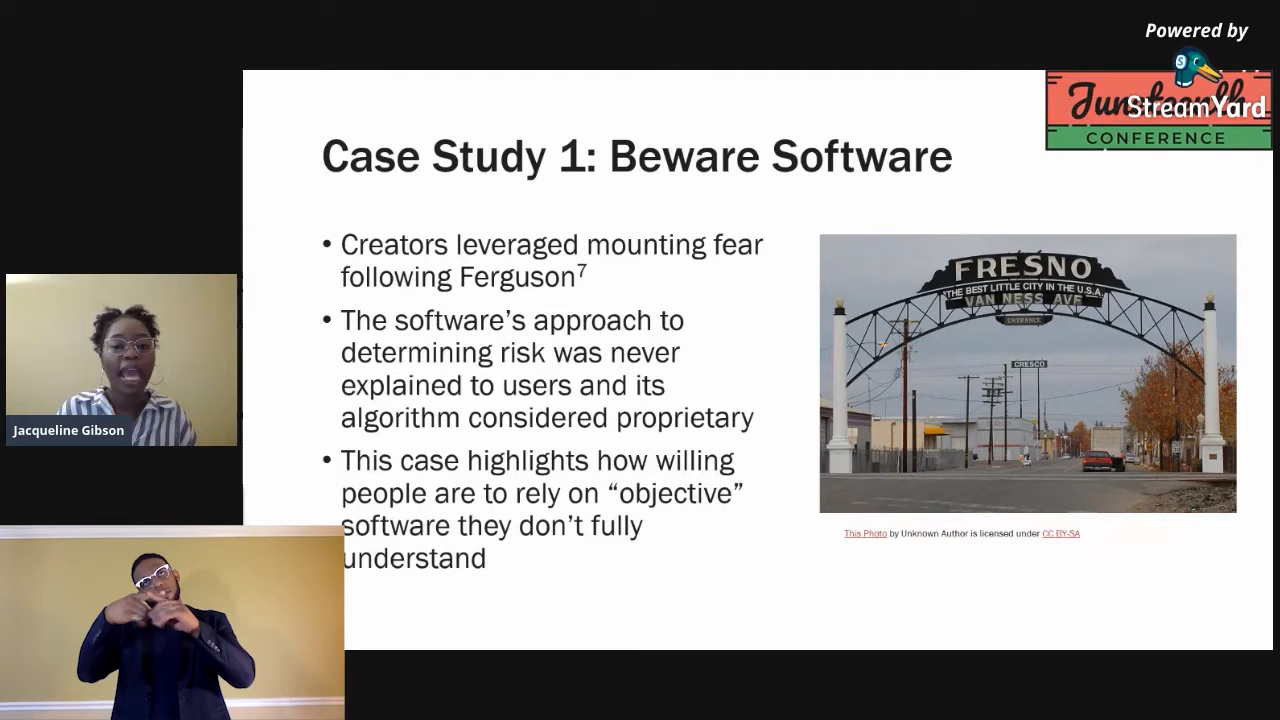 Powered by
StreamYard
Juneteenth
CONFERENCE
Case Study 1: Beware Software
• Creators leveraged mounting fear
following Ferguson7
• The software’s approach to
determining risk was never
explained to users and its
algorithm considered proprietary
• This case highlights how willing
people are to rely on “objective”
software they don’t fully
understand
FRESNO
THE BEST LITTLE CITY IN THE U.S.A.
VAN NESS AVE
ENTRANCE
CRESCO
This Photo by Unknown Author is licensed under CC BY-SA
Jacqueline Gibson